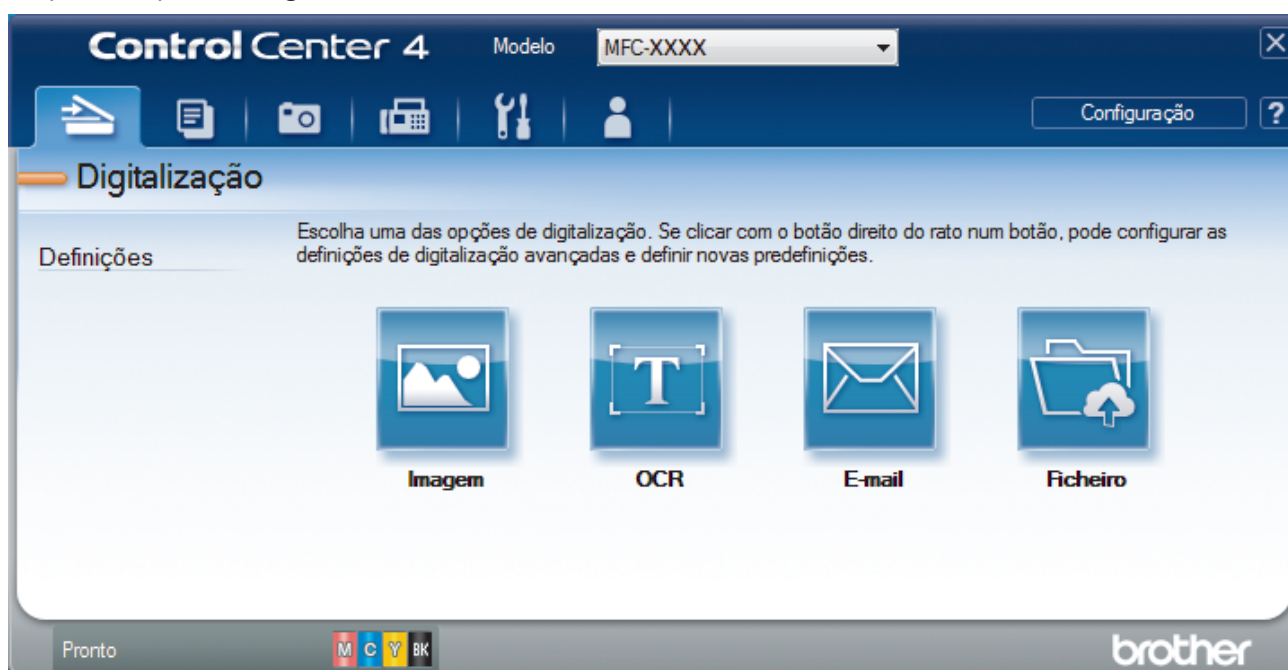 Control Center 4 Modelo MFC-XXXX
Configuração ?
Digitalização
Definições
Escolha uma das opções de digitalização. Se clicar com o botão direito do rato num botão, pode configurar as
definições de digitalização avançadas e definir novas predefinições.
T
Imagem OCR E-mail Ficheiro
Pronto M C Y BK brother